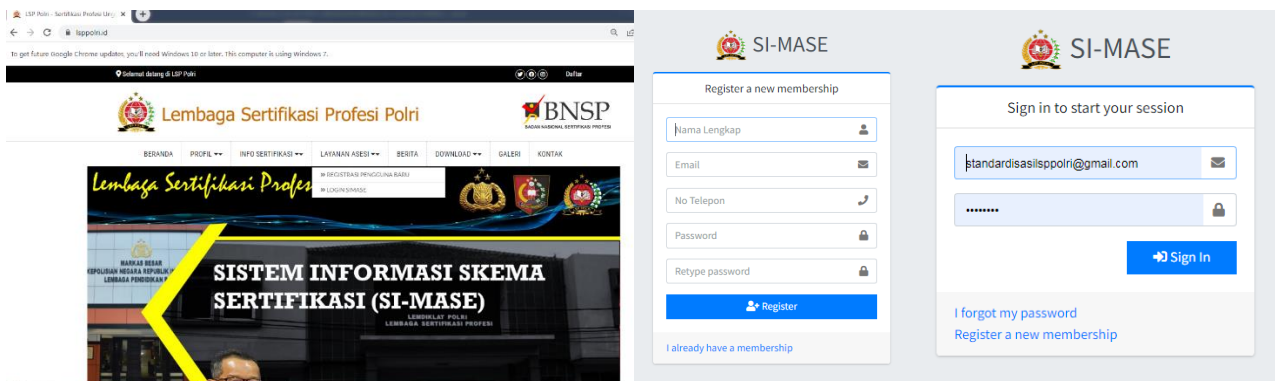 LSP Polri - Sertifikasi Profesi Ung
lsppolri.id
To get future Google Chrome updates, you'll need Windows 10 or later. This computer is using Windows 7.
Selamat datang di LSP Polri
Daftar
Lembaga Sertifikasi Profesi Polri
BNSP
BADAN NASIONAL SERTIFIKASI PROFESI
BERANDA PROFIL INFO SERTIFIKASI LAYANAN ASESI BERITA DOWNLOAD GALERI KONTAK
» REGISTRASI PENGGUNA BARU
» LOGIN SIMASE
Lembaga Sertifikasi Profes
MARKAS BESAR
KEPOLISIAN NEGARA REPUBLIK
LEMBAGA PENDIDIKAN
SISTEM INFORMASI SKEMA
SERTIFIKASI (SI-MASE)
LEMDIKLAT POLRI
LEMBAGA SERTIFIKASI PROFESI
SI-MASE
Register a new membership
Nama Lengkap
Email
No Telepon
Password
Retype password
Register
I already have a membership
SI-MASE
Sign in to start your session
standardisasilsppolri@gmail.com
••••••••
Sign In
I forgot my password
Register a new membership